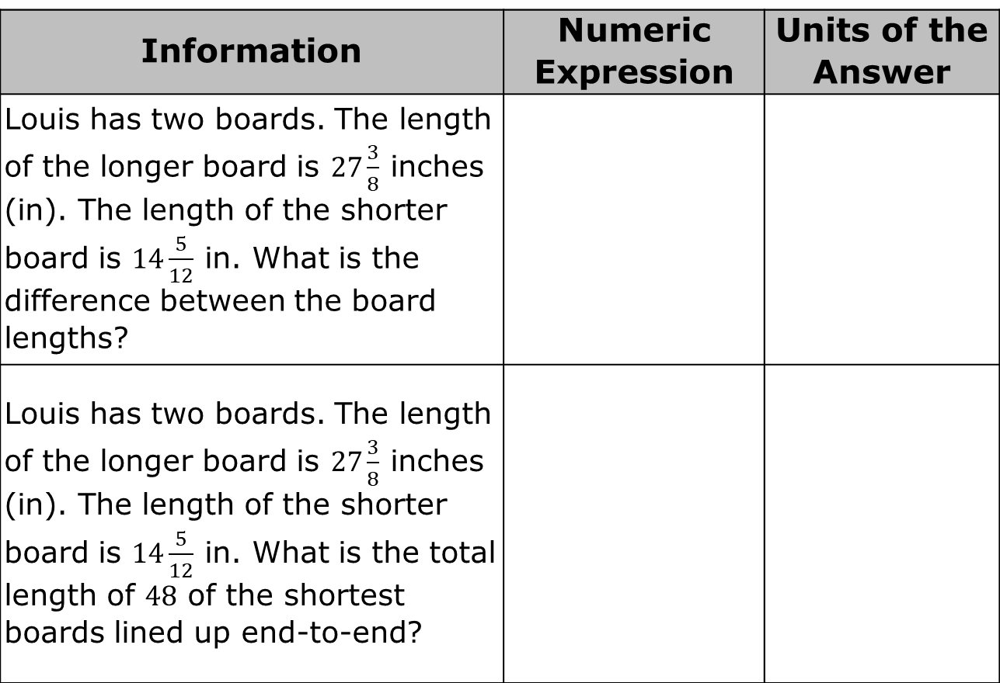 Information
Numeric
Expression
Units of the
Answer
Louis has two boards. The length
of the longer board is 27 3/8 inches
(in). The length of the shorter
board is 14 5/12 in. What is the
difference between the board
lengths?
Louis has two boards. The length
of the longer board is 27 3/8 inches
(in). The length of the shorter
board is 14 5/12 in. What is the total
length of 48 of the shortest
boards lined up end-to-end?